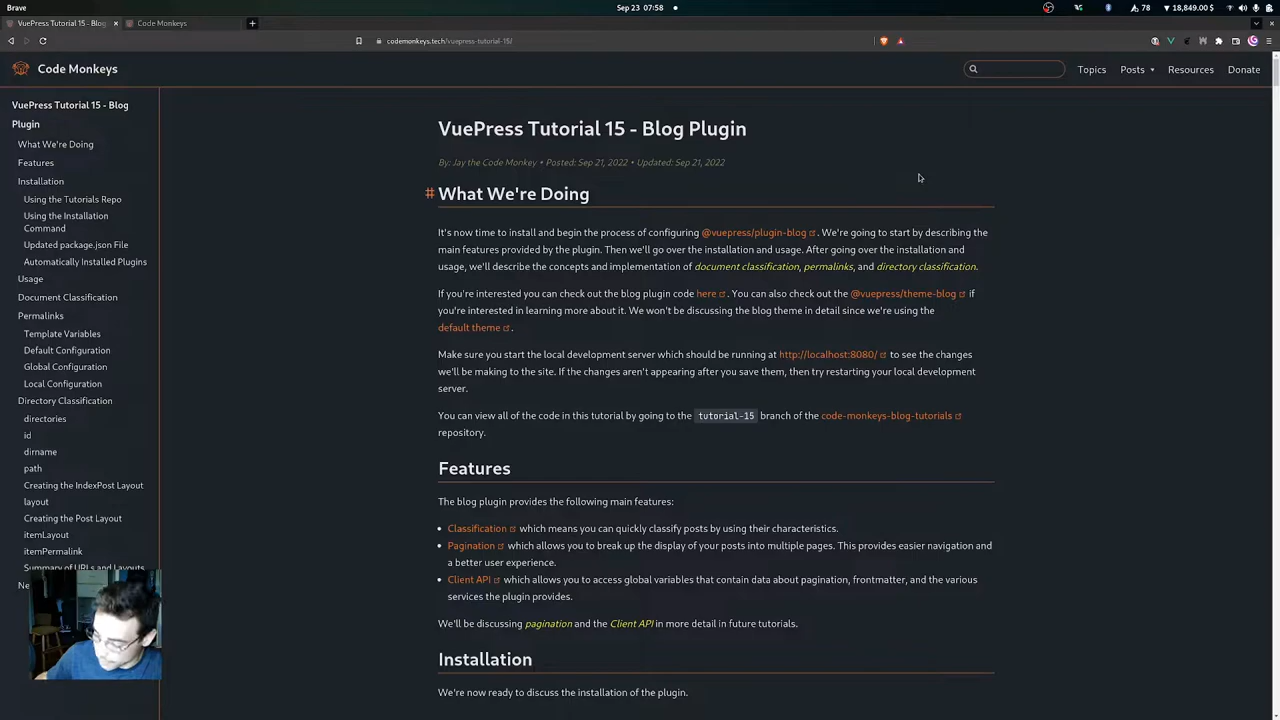 Brave
Sep 23 07:58
78
18,849.00 $
VuePress Tutorial 15 - Blog
Code Monkeys
codemonkeys.tech/vuepress-tutorial-15/
Code Monkeys
Topics
Posts
Resources
Donate
VuePress Tutorial 15 - Blog
Plugin
What We're Doing
Features
Installation
Using the Tutorials Repo
Using the Installation
Command
Updated package.json File
Automatically Installed Plugins
Usage
Document Classification
Permalinks
Template Variables
Default Configuration
Global Configuration
Local Configuration
Directory Classification
directories
id
dirname
path
Creating the IndexPost Layout
layout
Creating the Post Layout
itemLayout
itemPermalink
Summary of URLs and Layouts
VuePress Tutorial 15 - Blog Plugin
By: Jay the Code Monkey • Posted: Sep 21, 2022 • Updated: Sep 21, 2022
# What We're Doing
It's now time to install and begin the process of configuring @vuepress/plugin-blog. We're going to start by describing the
main features provided by the plugin. Then we'll go over the installation and usage. After going over the installation and
usage, we'll describe the concepts and implementation of document classification, permalinks, and directory classification.
If you're interested you can check out the blog plugin code here. You can also check out the @vuepress/theme-blog if
you're interested in learning more about it. We won't be discussing the blog theme in detail since we're using the
default theme.
Make sure you start the local development server which should be running at http://localhost:8080/ to see the changes
we'll be making to the site. If the changes aren't appearing after you save them, then try restarting your local development
server.
You can view all of the code in this tutorial by going to the tutorial-15 branch of the code-monkeys-blog-tutorials
repository.
Features
The blog plugin provides the following main features:
• Classification which means you can quickly classify posts by using their characteristics.
• Pagination which allows you to break up the display of your posts into multiple pages. This provides easier navigation and
a better user experience.
• Client API which allows you to access global variables that contain data about pagination, frontmatter, and the various
services the plugin provides.
We'll be discussing pagination and the Client API in more detail in future tutorials.
Installation
We're now ready to discuss the installation of the plugin.